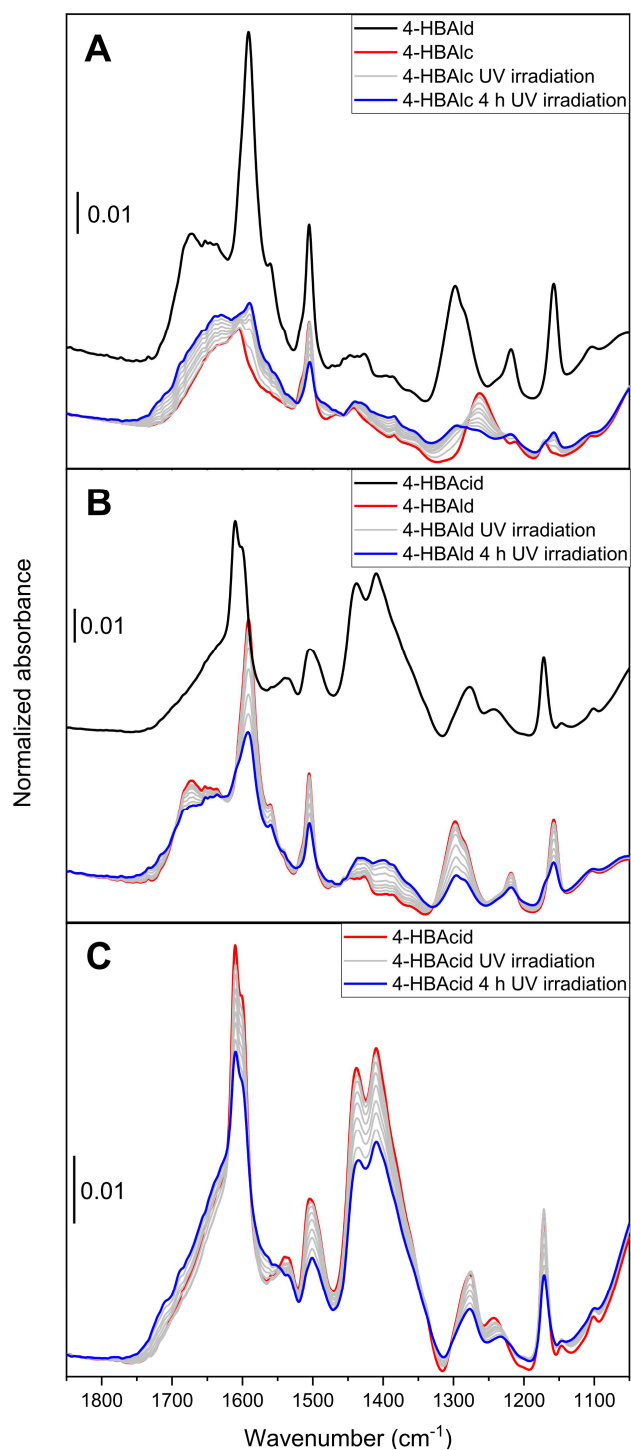 A
4-HBAld
4-HBAlc
4-HBAlc UV irradiation
4-HBAlc 4 h UV irradiation
0.01
B
4-HBAcid
4-HBAld
4-HBAld UV irradiation
4-HBAld 4 h UV irradiation
0.01
Normalized absorbance
C
4-HBAcid
4-HBAcid UV irradiation
4-HBAcid 4 h UV irradiation
0.01
1800 1700 1600 1500 1400 1300 1200 1100
Wavenumber (cm⁻¹)